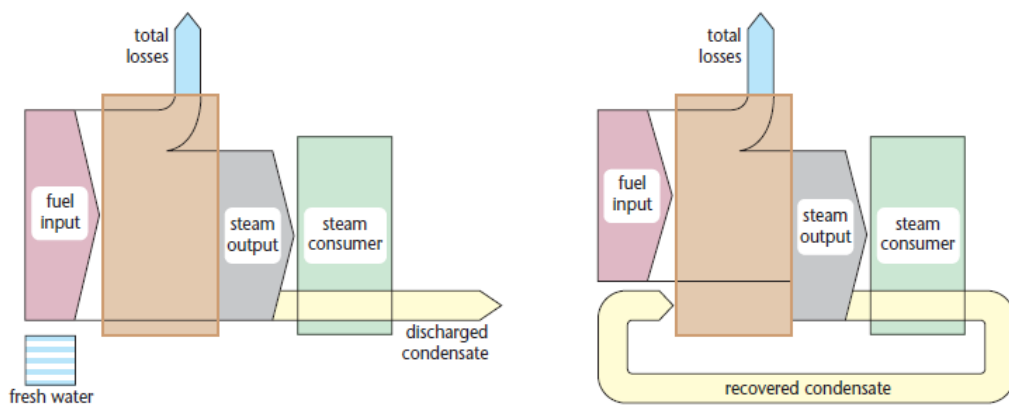 total
losses
fuel
input
steam
output
steam
consumer
discharged
condensate
fresh water
total
losses
fuel
input
steam
output
steam
consumer
recovered condensate